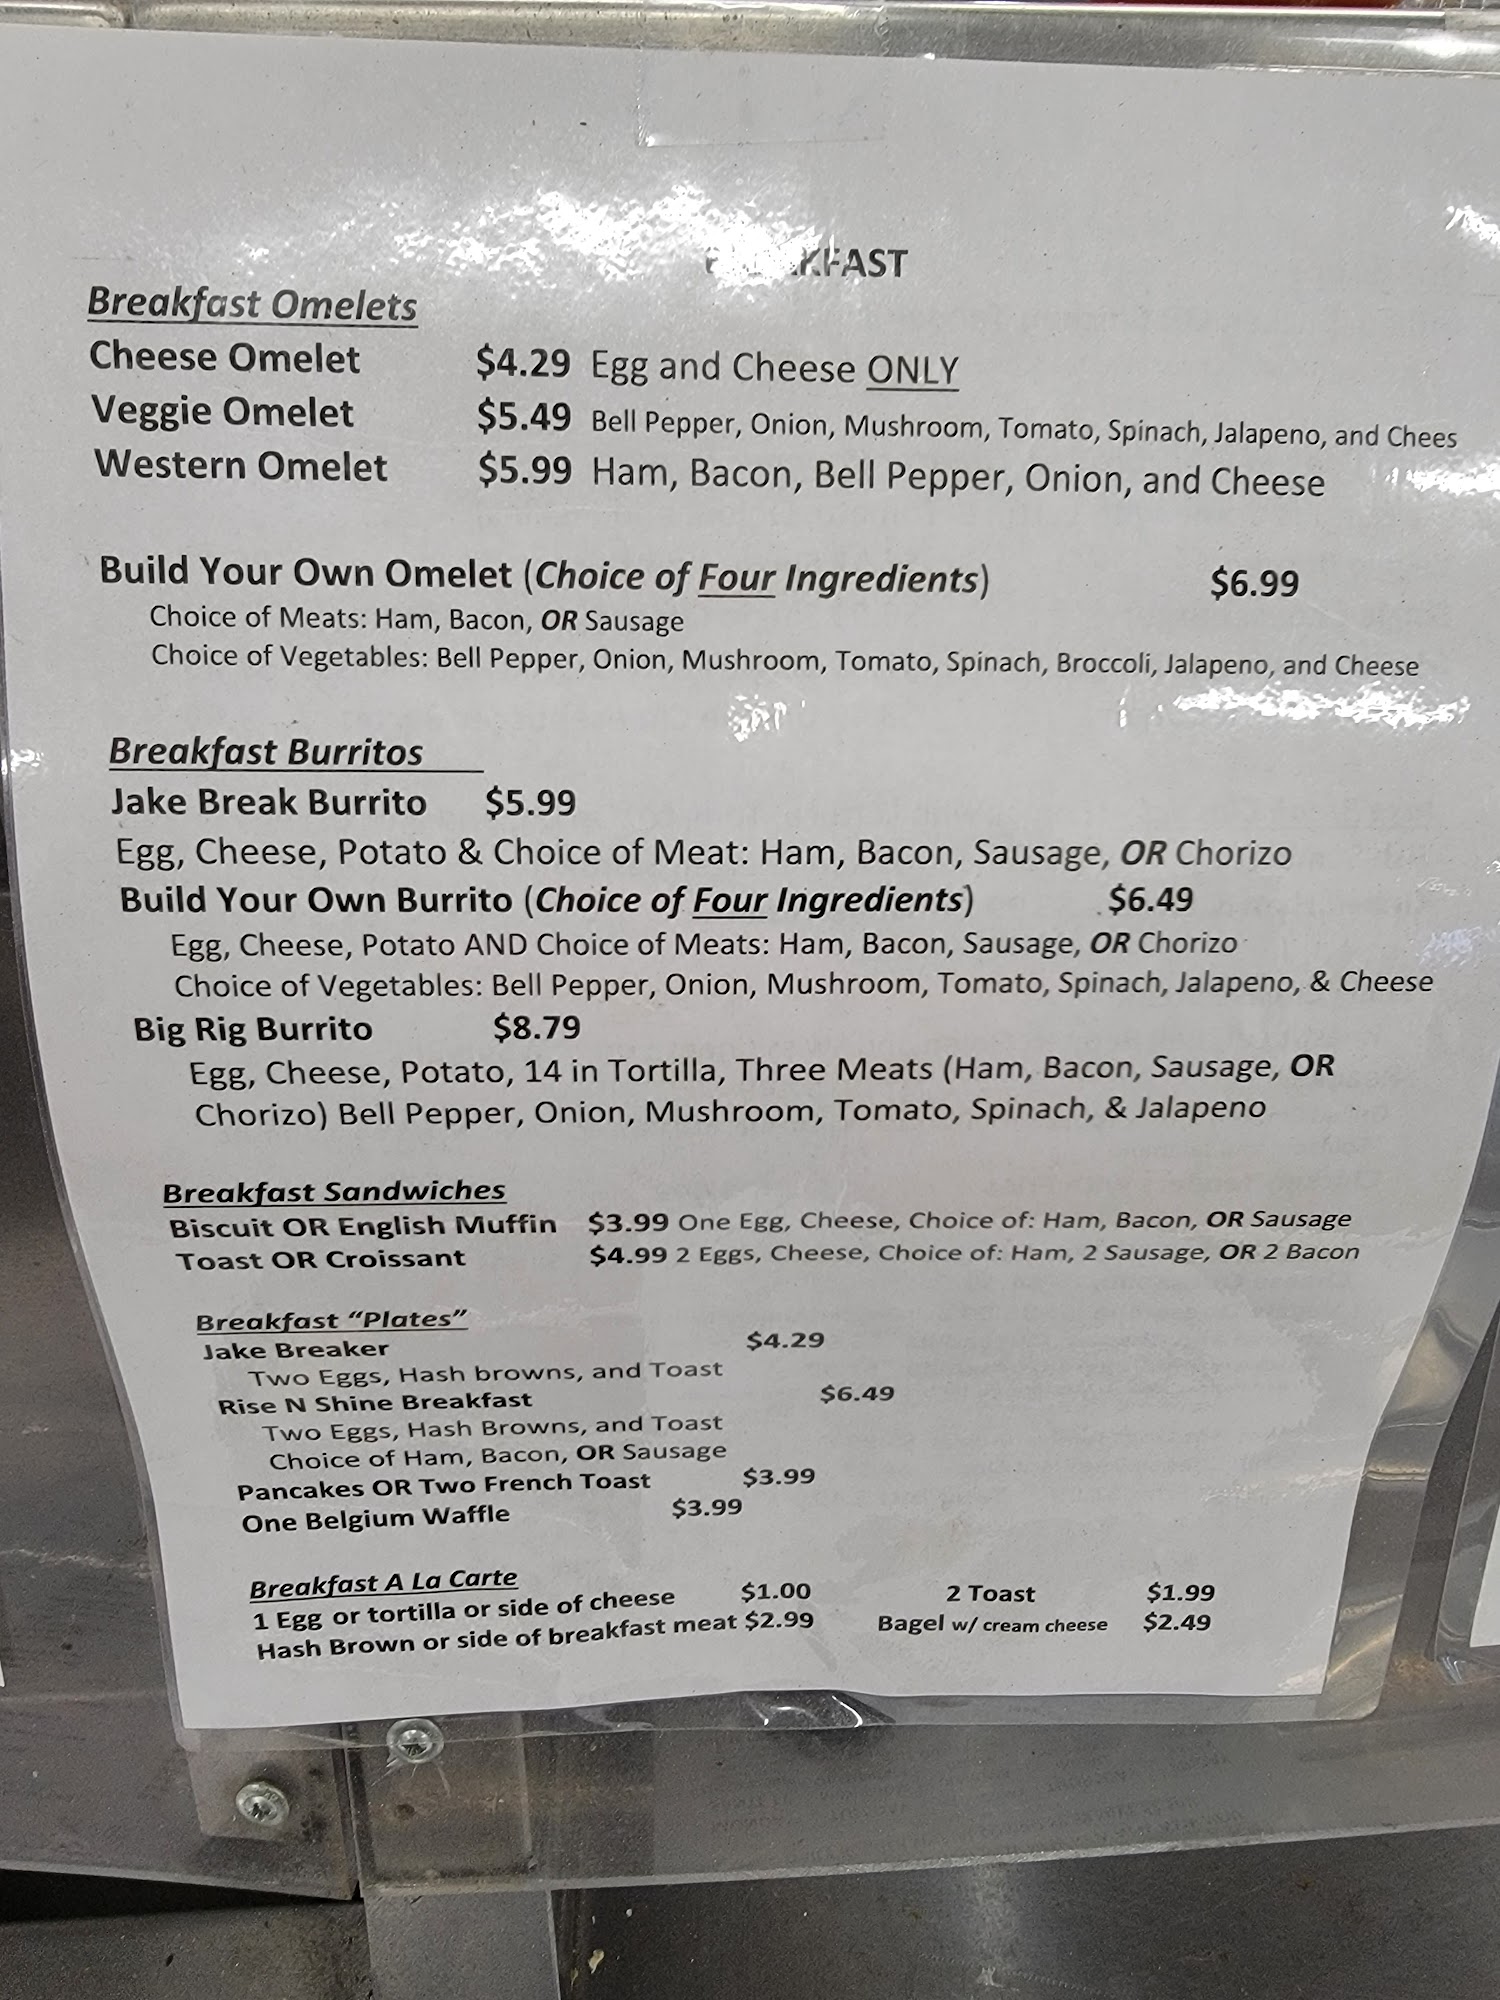 KFAST
Breakfast Omelets
Cheese Omelet $4.29 Egg and Cheese ONLY
Veggie Omelet $5.49 Bell Pepper, Onion, Mushroom, Tomato, Spinach, Jalapeno, and Chees
Western Omelet $5.99 Ham, Bacon, Bell Pepper, Onion, and Cheese
Build Your Own Omelet (Choice of Four Ingredients) $6.99
Choice of Meats: Ham, Bacon, OR Sausage
Choice of Vegetables: Bell Pepper, Onion, Mushroom, Tomato, Spinach, Broccoli, Jalapeno, and Cheese
Breakfast Burritos
Jake Break Burrito $5.99
Egg, Cheese, Potato & Choice of Meat: Ham, Bacon, Sausage, OR Chorizo
Build Your Own Burrito (Choice of Four Ingredients) $6.49
Egg, Cheese, Potato AND Choice of Meats: Ham, Bacon, Sausage, OR Chorizo
Choice of Vegetables: Bell Pepper, Onion, Mushroom, Tomato, Spinach, Jalapeno, & Cheese
Big Rig Burrito $8.79
Egg, Cheese, Potato, 14 in Tortilla, Three Meats (Ham, Bacon, Sausage, OR
Chorizo) Bell Pepper, Onion, Mushroom, Tomato, Spinach, & Jalapeno
Breakfast Sandwiches
Biscuit OR English Muffin $3.99 One Egg, Cheese, Choice of: Ham, Bacon, OR Sausage
Toast OR Croissant $4.99 2 Eggs, Cheese, Choice of: Ham, 2 Sausage, OR 2 Bacon
Breakfast “Plates”
Jake Breaker $4.29
Two Eggs, Hash browns, and Toast
Rise N Shine Breakfast $6.49
Two Eggs, Hash Browns, and Toast
Choice of Ham, Bacon, OR Sausage
Pancakes OR Two French Toast $3.99
One Belgium Waffle $3.99
Breakfast A La Carte
1 Egg or tortilla or side of cheese $1.00 2 Toast $1.99
Hash Brown or side of breakfast meat $2.99 Bagel w/ cream cheese $2.49